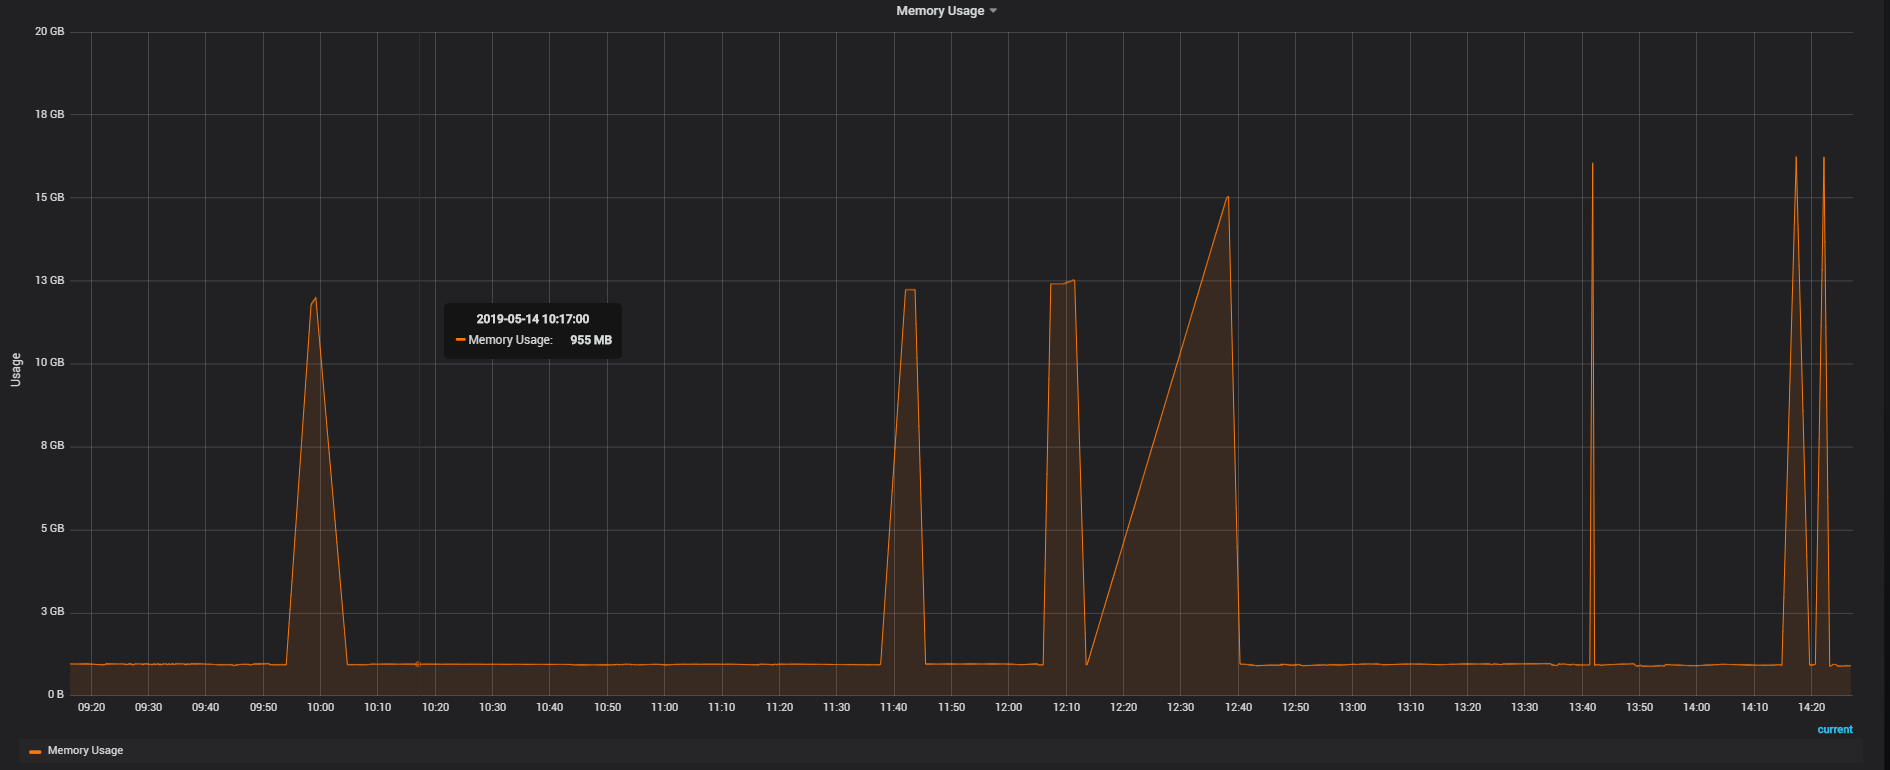 Memory Usage
20 GB
18 GB
15 GB
13 GB
10 GB
8 GB
5 GB
3 GB
0 B
Usage
2019-05-14 10:17:00
Memory Usage: 955 MB
09:20 09:30 09:40 09:50 10:00 10:10 10:20 10:30 10:40 10:50 11:00 11:10 11:20 11:30 11:40 11:50 12:00 12:10 12:20 12:30 12:40 12:50 13:00 13:10 13:20 13:30 13:40 13:50 14:00 14:10 14:20
current
Memory Usage